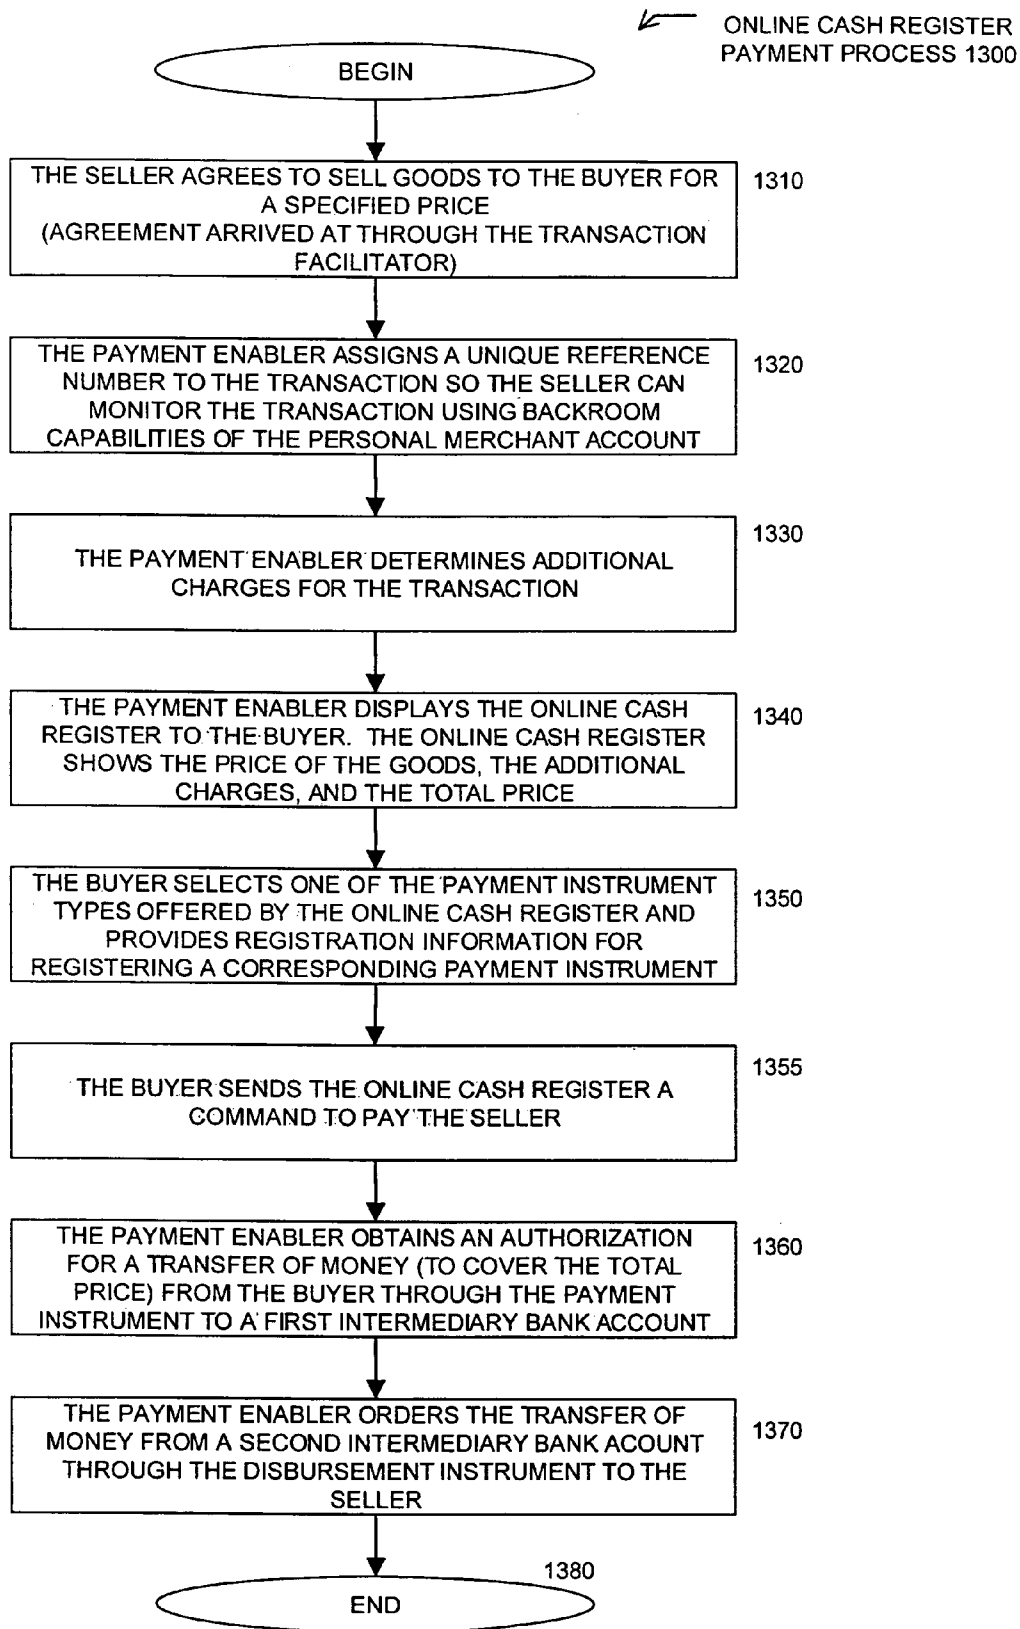 ONLINE CASH REGISTER
PAYMENT PROCESS 1300
BEGIN
THE SELLER AGREES TO SELL GOODS TO THE BUYER FOR
A SPECIFIED PRICE
(AGREEMENT ARRIVED AT THROUGH THE TRANSACTION
FACILITATOR)
1310
THE PAYMENT ENABLER ASSIGNS A UNIQUE REFERENCE
NUMBER TO THE TRANSACTION SO THE SELLER CAN
MONITOR THE TRANSACTION USING BACKROOM
CAPABILITIES OF THE PERSONAL MERCHANT ACCOUNT
1320
THE PAYMENT ENABLER DETERMINES ADDITIONAL
CHARGES FOR THE TRANSACTION
1330
THE PAYMENT ENABLER DISPLAYS THE ONLINE CASH
REGISTER TO THE BUYER. THE ONLINE CASH REGISTER
SHOWS THE PRICE OF THE GOODS, THE ADDITIONAL
CHARGES, AND THE TOTAL PRICE
1340
THE BUYER SELECTS ONE OF THE PAYMENT INSTRUMENT
TYPES OFFERED BY THE ONLINE CASH REGISTER AND
PROVIDES REGISTRATION INFORMATION FOR
REGISTERING A CORRESPONDING PAYMENT INSTRUMENT
1350
THE BUYER SENDS THE ONLINE CASH REGISTER A
COMMAND TO PAY THE SELLER
1355
THE PAYMENT ENABLER OBTAINS AN AUTHORIZATION
FOR A TRANSFER OF MONEY (TO COVER THE TOTAL
PRICE) FROM THE BUYER THROUGH THE PAYMENT
INSTRUMENT TO A FIRST INTERMEDIARY BANK ACCOUNT
1360
THE PAYMENT ENABLER ORDERS THE TRANSFER OF
MONEY FROM A SECOND INTERMEDIARY BANK ACOUNT
THROUGH THE DISBURSEMENT INSTRUMENT TO THE
SELLER
1370
1380
END